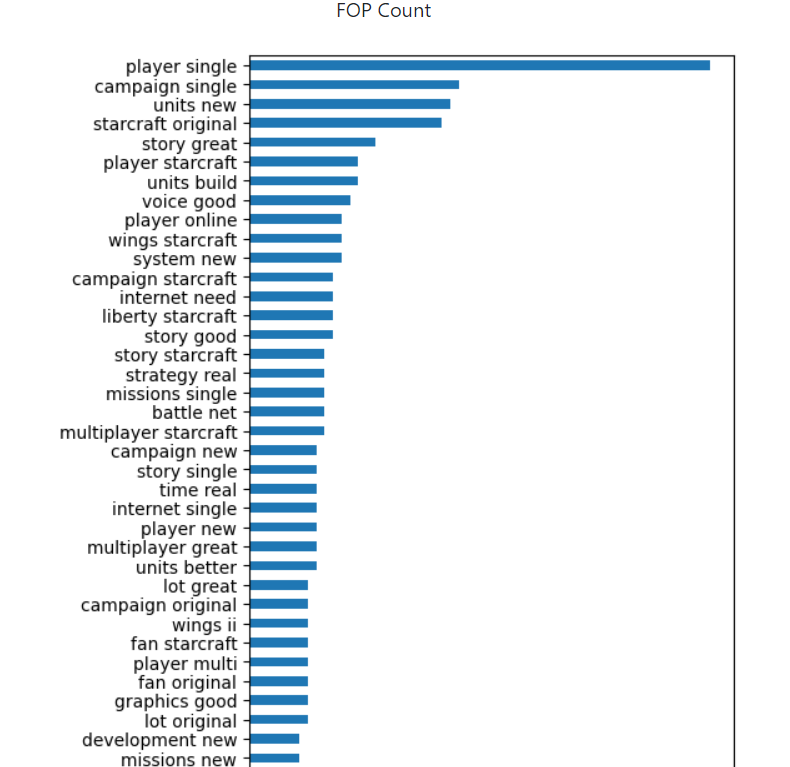 FOP Count
player single
campaign single
units new
starcraft original
story great
player starcraft
units build
voice good
player online
wings starcraft
system new
campaign starcraft
internet need
liberty starcraft
story good
story starcraft
strategy real
missions single
battle net
multiplayer starcraft
campaign new
story single
time real
internet single
player new
multiplayer great
units better
lot great
campaign original
wings ii
fan starcraft
player multi
fan original
graphics good
lot original
development new
missions new